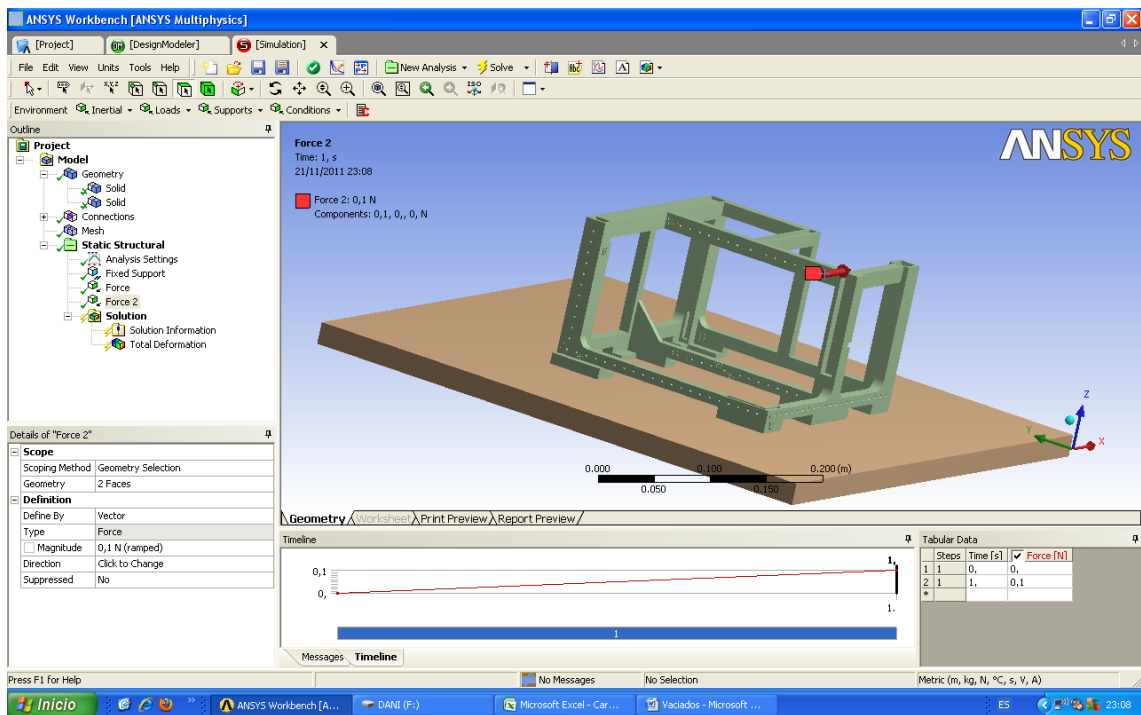 ANSYS Workbench [ANSYS Multiphysics]
[Project] [DesignModeler] [Simulation]
File Edit View Units Tools Help New Analysis Solve
Environment Inertial Loads Supports Conditions
Outline
Project
Model
Geometry
Solid
Solid
Connections
Mesh
Static Structural
Analysis Settings
Fixed Support
Force
Force 2
Solution
Solution Information
Total Deformation
Force 2
Time: 1, s
21/11/2011 23:08
Force 2: 0,1 N
Components: 0,1, 0,, 0, N
ANSYS
Z
Y
X
0.000 0.100 0.200 (m)
0.050 0.150
Details of "Force 2"
Scope
Scoping Method Geometry Selection
Geometry 2 Faces
Definition
Define By Vector
Type Force
Magnitude 0,1 N (ramped)
Direction Click to Change
Suppressed No
Geometry Worksheet Print Preview Report Preview
Timeline
0,1
0,
1,
1.
1
Messages Timeline
Tabular Data
Steps Time [s] Force [N]
1 1 0, 0,
2 1 1, 0,1
*
Press F1 for Help No Messages No Selection Metric (m, kg, N, °C, s, V, A)
Inicio ANSYS Workbench [A... DANI (F:) Microsoft Excel - Car... Vaciados - Microsoft ... ES 23:08